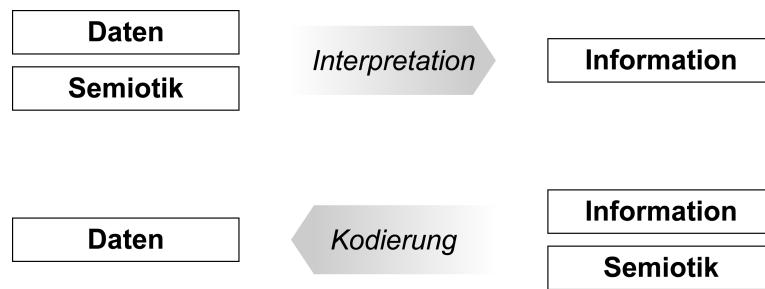 Daten
Semiotik
Interpretation
Information
Daten
Kodierung
Information
Semiotik